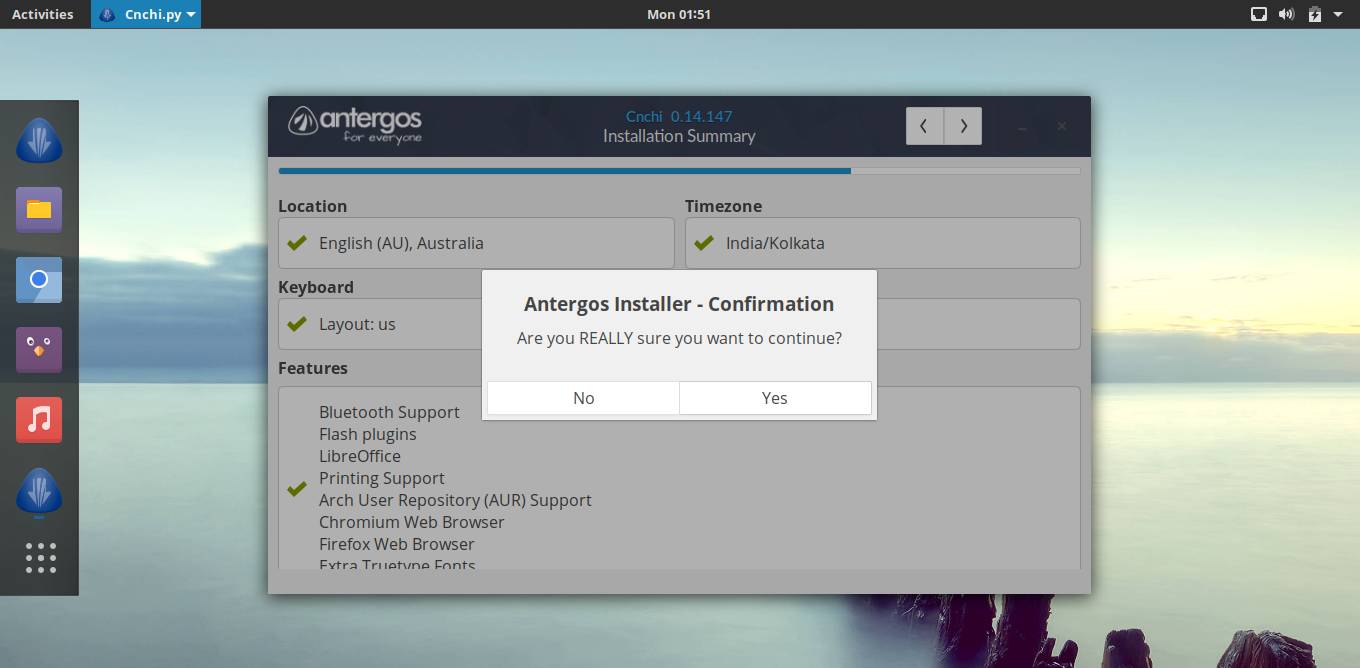 Activities
Cnchi.py
Mon 01:51
antergos
for everyone
Cnchi 0.14.147
Installation Summary
Location
English (AU), Australia
Timezone
India/Kolkata
Keyboard
Layout: us
Antergos Installer - Confirmation
Are you REALLY sure you want to continue?
No
Yes
Features
Bluetooth Support
Flash plugins
LibreOffice
Printing Support
Arch User Repository (AUR) Support
Chromium Web Browser
Firefox Web Browser
Extra Truetype Fonts